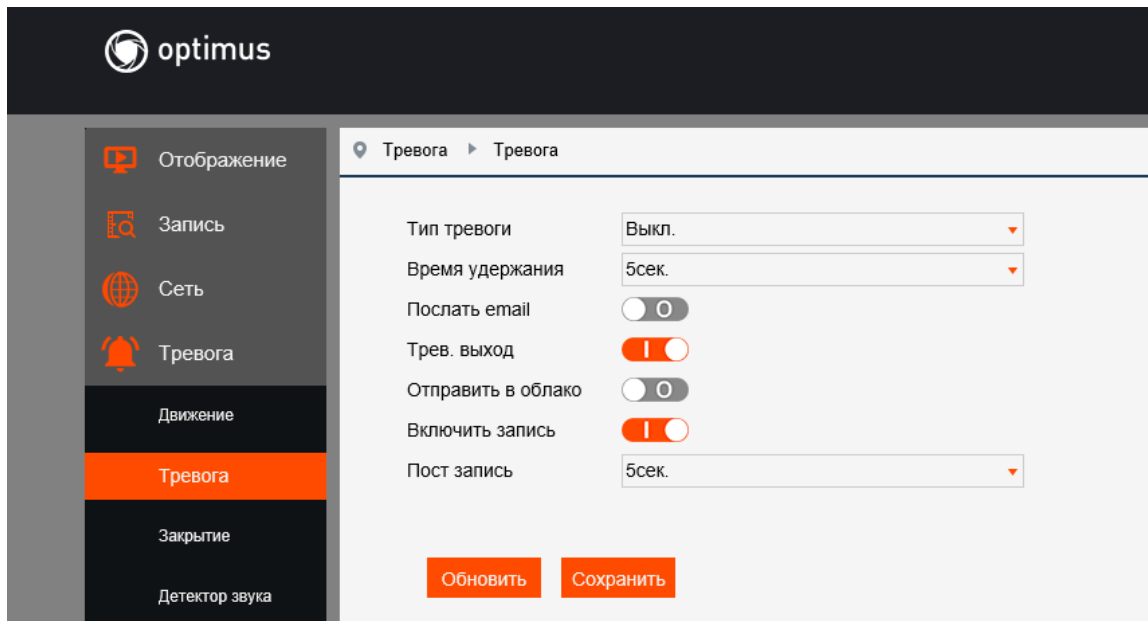 optimus
Отображение
Запись
Сеть
Тревога
Движение
Тревога
Закрытие
Детектор звука
Тревога Тревога
Тип тревоги Выкл.
Время удержания 5сек.
Послать email O
Трев. выход I
Отправить в облако O
Включить запись I
Пост запись 5сек.
Обновить Сохранить